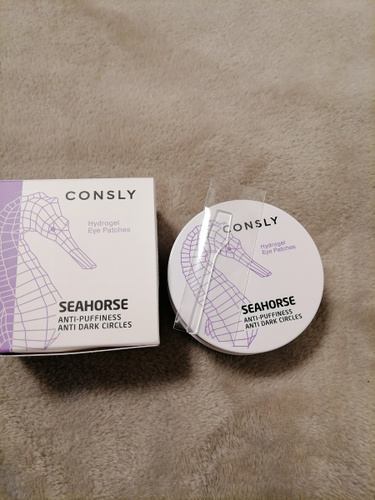 CONSLY
Hydrogel
Eye Patches
SEAHORSE
ANTI-PUFFINESS
ANTI DARK CIRCLES
CONSLY
Hydrogel
Eye Patches
SEAHORSE
ANTI-PUFFINESS
ANTI DARK CIRCLES